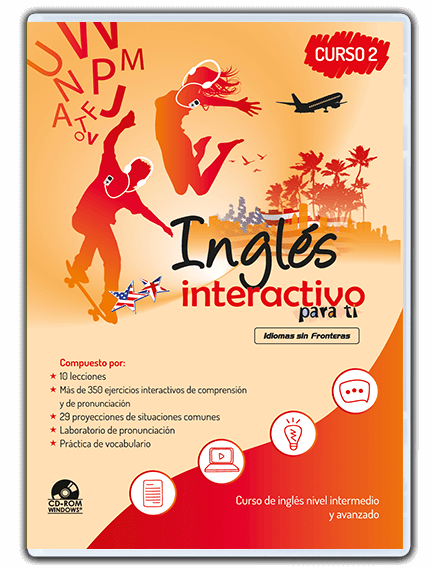 CURSO 2
U W N P M A O T F J V
Inglés
interactivo
para ti
Idiomas sin Fronteras
Compuesto por:
★ 10 lecciones
★ Más de 350 ejercicios interactivos de comprensión
y de pronunciación
★ 29 proyecciones de situaciones comunes
★ Laboratorio de pronunciación
★ Práctica de vocabulario
CD-ROM
WINDOWS®
Curso de inglés nivel intermedio
y avanzado